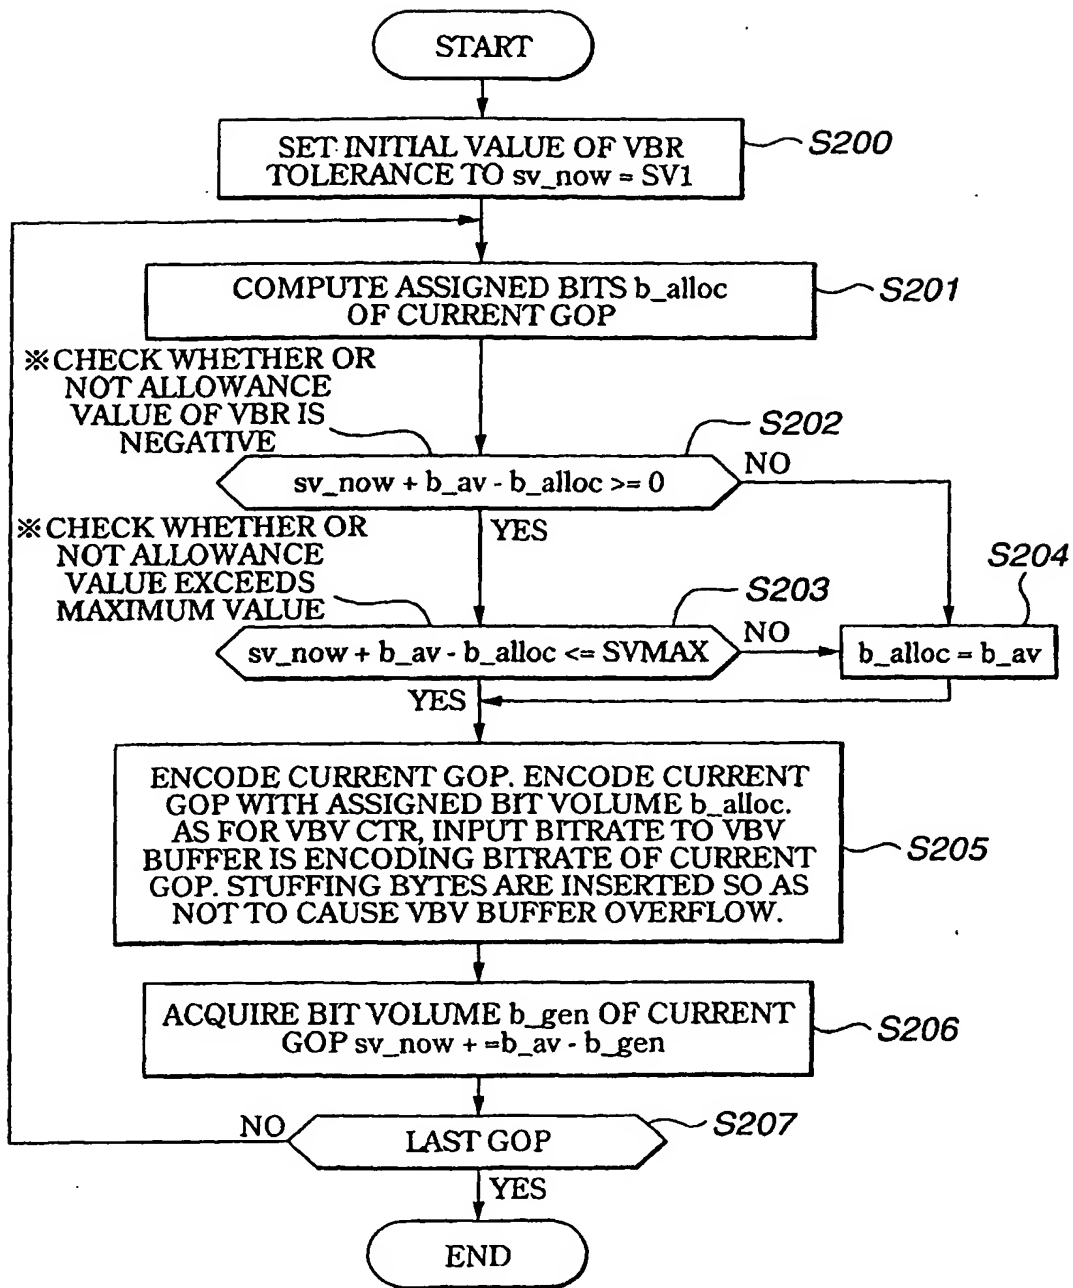 START
SET INITIAL VALUE OF VBR
TOLERANCE TO sv_now = SV1
S200
COMPUTE ASSIGNED BITS b_alloc
OF CURRENT GOP
S201
※CHECK WHETHER OR
NOT ALLOWANCE
VALUE OF VBR IS
NEGATIVE
S202
sv_now + b_av - b_alloc >= 0
NO
YES
※CHECK WHETHER OR
NOT ALLOWANCE
VALUE EXCEEDS
MAXIMUM VALUE
S203
sv_now + b_av - b_alloc <= SVMAX
NO
S204
b_alloc = b_av
YES
ENCODE CURRENT GOP. ENCODE CURRENT
GOP WITH ASSIGNED BIT VOLUME b_alloc.
AS FOR VBV CTR, INPUT BITRATE TO VBV
BUFFER IS ENCODING BITRATE OF CURRENT
GOP. STUFFING BYTES ARE INSERTED SO AS
NOT TO CAUSE VBV BUFFER OVERFLOW.
S205
ACQUIRE BIT VOLUME b_gen OF CURRENT
GOP sv_now + =b_av - b_gen
S206
NO
LAST GOP
S207
YES
END